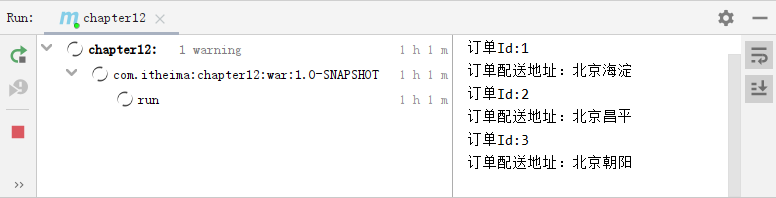 Run: chapter12
chapter12: 1 warning 1 h 1 m
com.itheima:chapter12:war:1.0-SNAPSHOT 1 h 1 m
run 1 h 1 m
订单Id:1
订单配送地址：北京海淀
订单Id:2
订单配送地址：北京昌平
订单Id:3
订单配送地址：北京朝阳